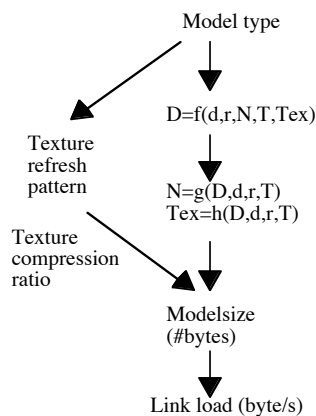 Model type
D=f(d,r,N,T,Tex)
Texture
refresh
pattern
N=g(D,d,r,T)
Tex=h(D,d,r,T)
Texture
compression
ratio
Modelsize
(#bytes)
Link load (byte/s)